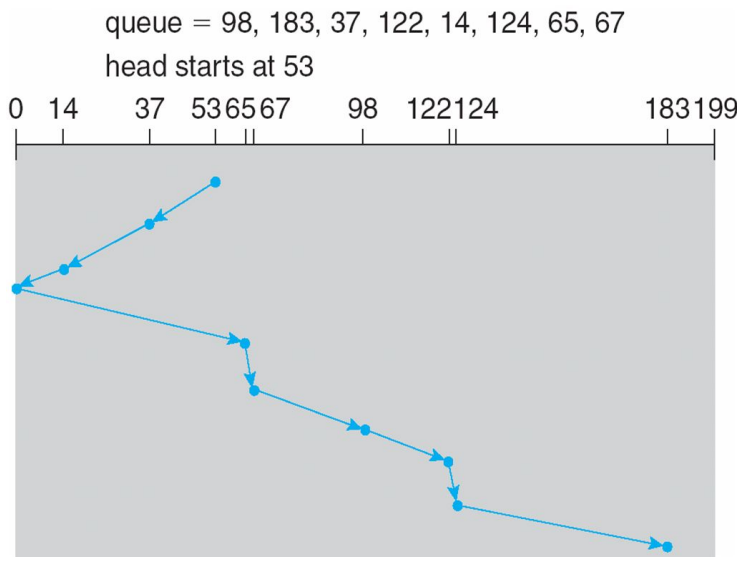 queue = 98, 183, 37, 122, 14, 124, 65, 67
head starts at 53
0 14 37 53 65 67 98 122 124 183 199